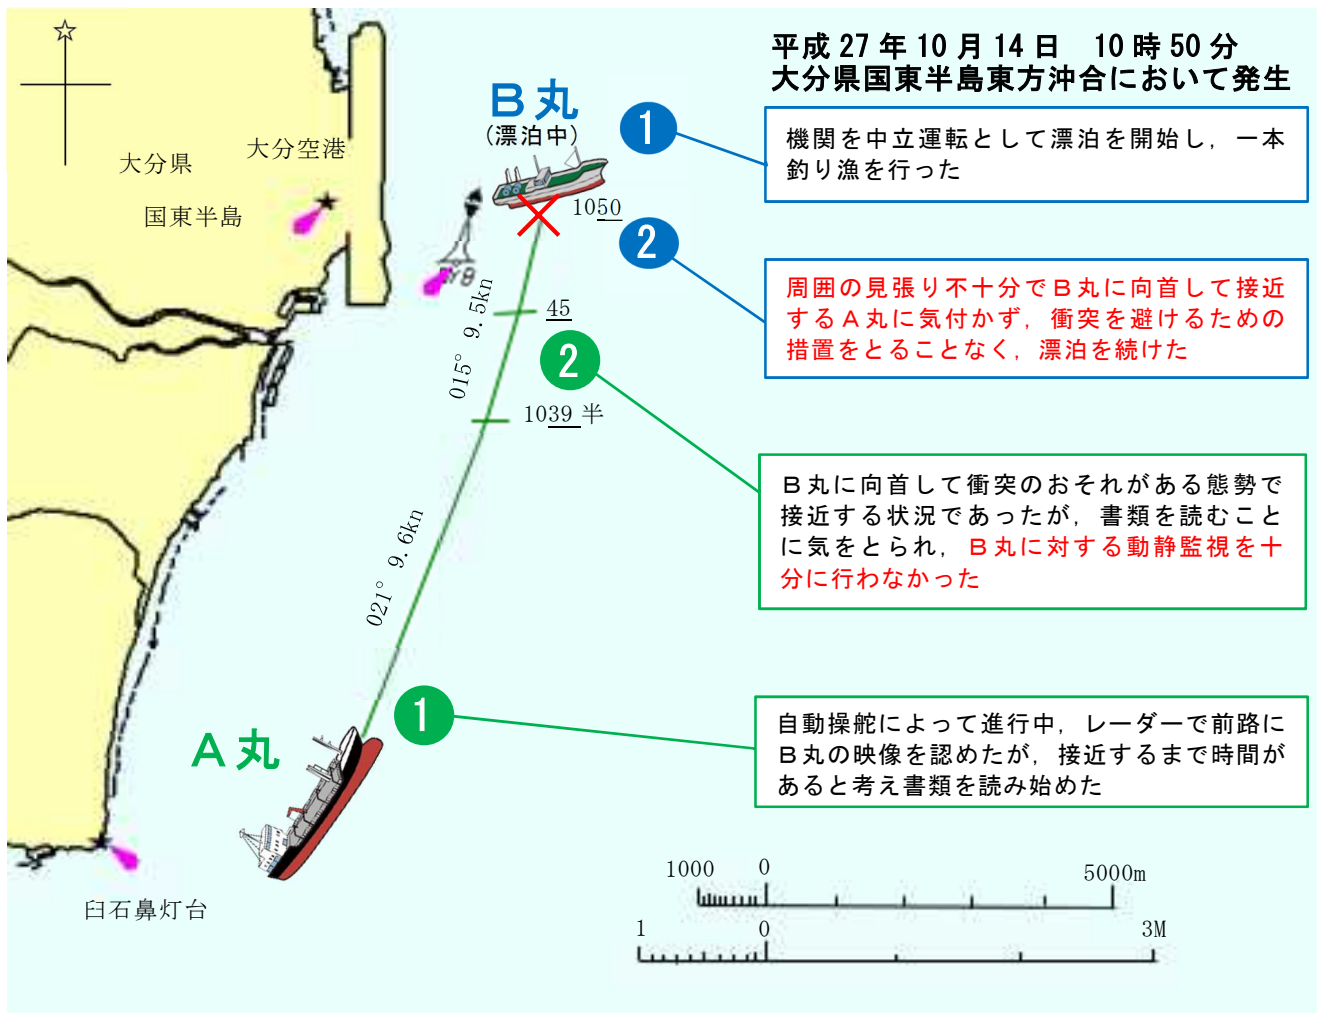 平成 27 年 10 月 14 日　10 時 50 分
大分県国東半島東方沖合において発生
B 丸
(漂泊中)
1
機関を中立運転として漂泊を開始し，一本
釣り漁を行った
大分県
大分空港
国東半島
1050
2
周囲の見張り不十分でB丸に向首して接近
するA丸に気付かず，衝突を避けるための
措置をとることなく，漂泊を続けた
015° 9.5kn
45
2
1039 半
B丸に向首して衝突のおそれがある態勢で
接近する状況であったが，書類を読むこと
に気をとられ，B丸に対する動静監視を十
分に行わなかった
021° 9.6kn
A 丸
1
自動操舵によって進行中，レーダーで前路に
B丸の映像を認めたが，接近するまで時間が
あると考え書類を読み始めた
臼石鼻灯台
1000 0 5000m
1 0 3M